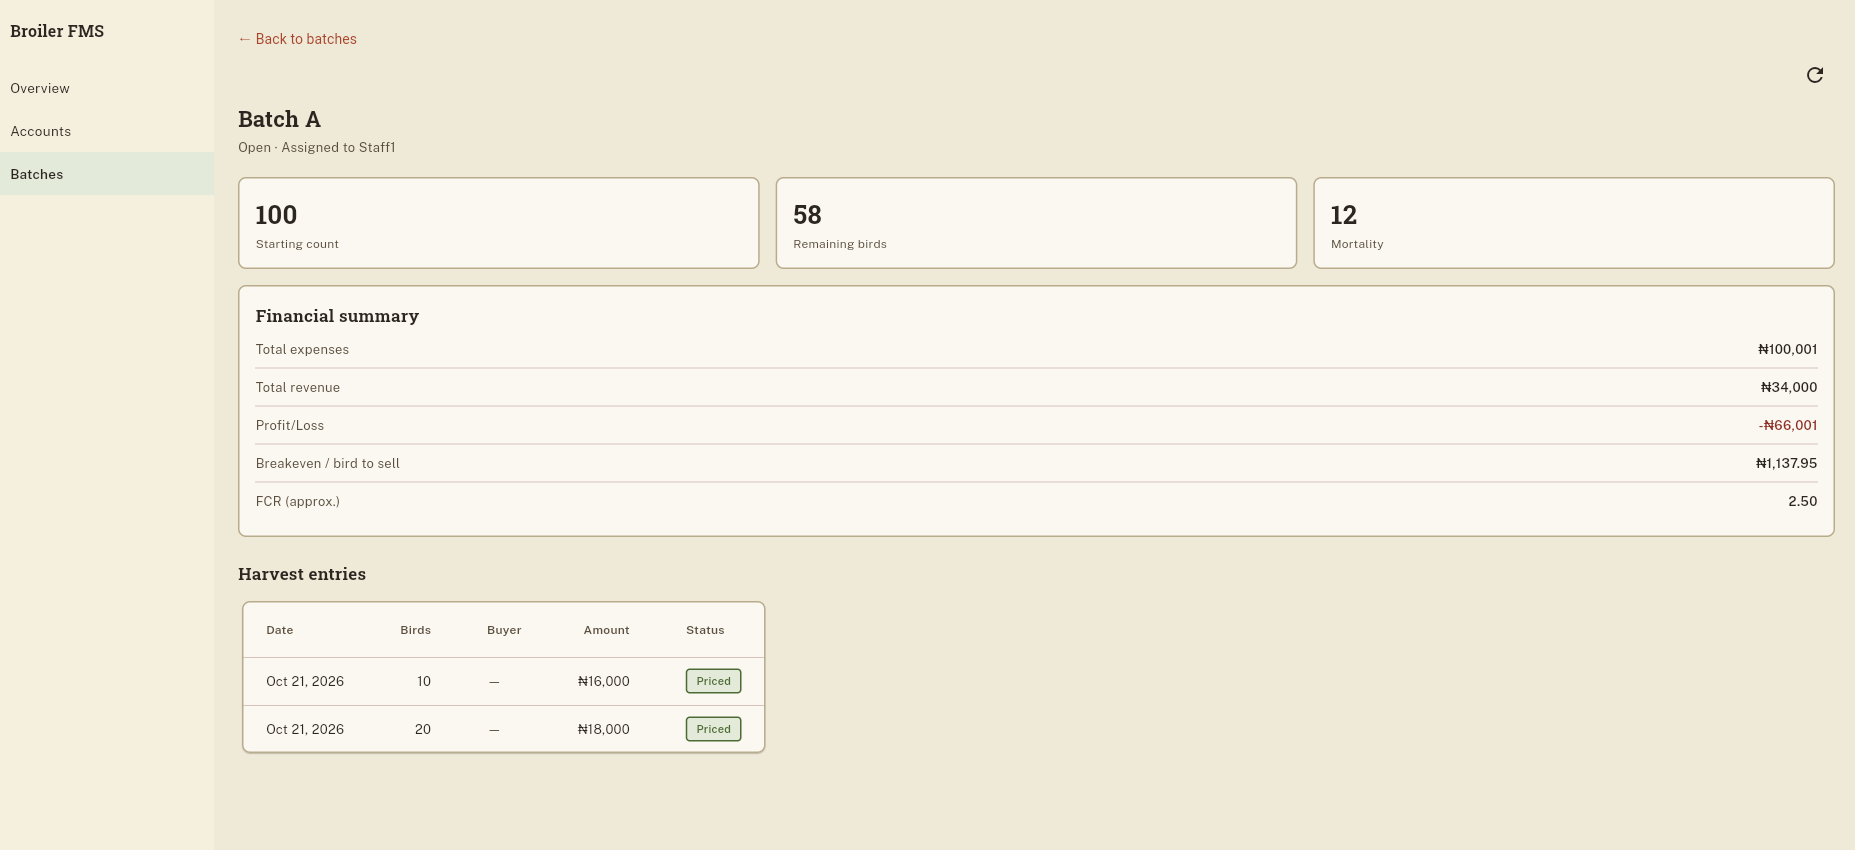 Broiler FMS
Overview
Accounts
Batches
← Back to batches
Batch A
Open · Assigned to Staff1
100
Starting count
58
Remaining birds
12
Mortality
Financial summary
Total expenses ₦100,001
Total revenue ₦34,000
Profit/Loss -₦66,001
Breakeven / bird to sell ₦1,137.95
FCR (approx.) 2.50
Harvest entries
Date Birds Buyer Amount Status
Oct 21, 2026 10 — ₦16,000 Priced
Oct 21, 2026 20 — ₦18,000 Priced